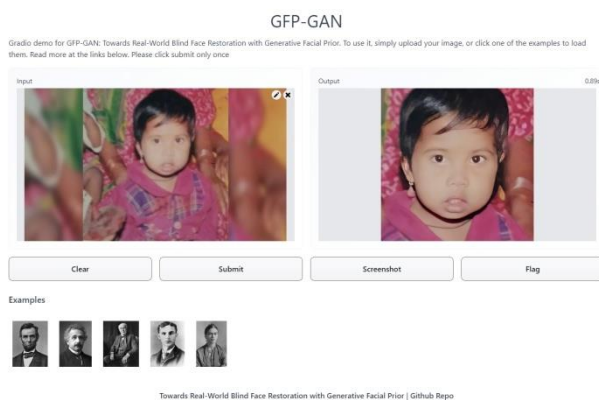 GFP-GAN
Gradio demo for GFP-GAN: Towards Real-World Blind Face Restoration with Generative Facial Prior. To use it, simply upload your image, or click one of the examples to load
them. Read more at the links below. Please click submit only once
Input
Output
Clear
Submit
Screenshot
Flag
Examples
Towards Real-World Blind Face Restoration with Generative Facial Prior | Github Repo